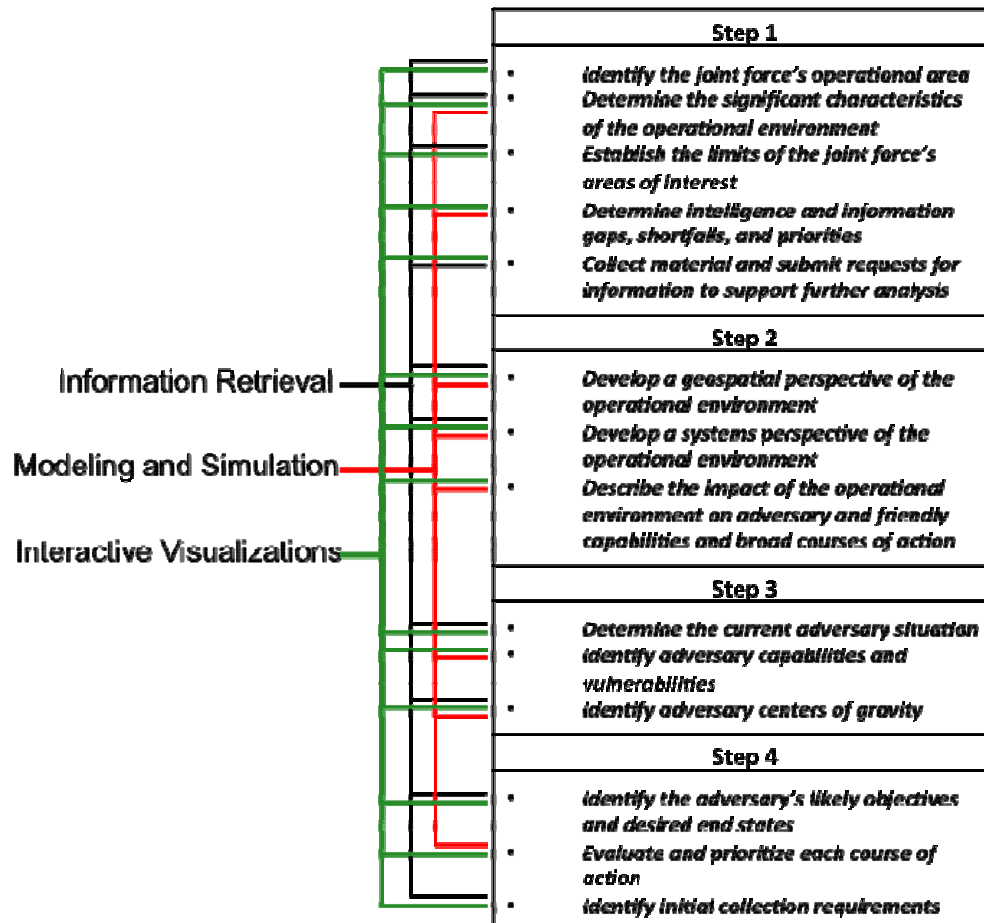 Step 1
• Identify the joint force's operational area
• Determine the significant characteristics
of the operational environment
• Establish the limits of the joint force's
areas of interest
• Determine intelligence and information
gaps, shortfalls, and priorities
• Collect material and submit requests for
information to support further analysis
Step 2
Information Retrieval
• Develop a geospatial perspective of the
operational environment
• Develop a systems perspective of the
operational environment
Modeling and Simulation
• Describe the impact of the operational
environment on adversary and friendly
capabilities and broad courses of action
Interactive Visualizations
Step 3
• Determine the current adversary situation
• Identify adversary capabilities and
vulnerabilities
• Identify adversary centers of gravity
Step 4
• Identify the adversary's likely objectives
and desired end states
• Evaluate and prioritize each course of
action
• Identify initial collection requirements